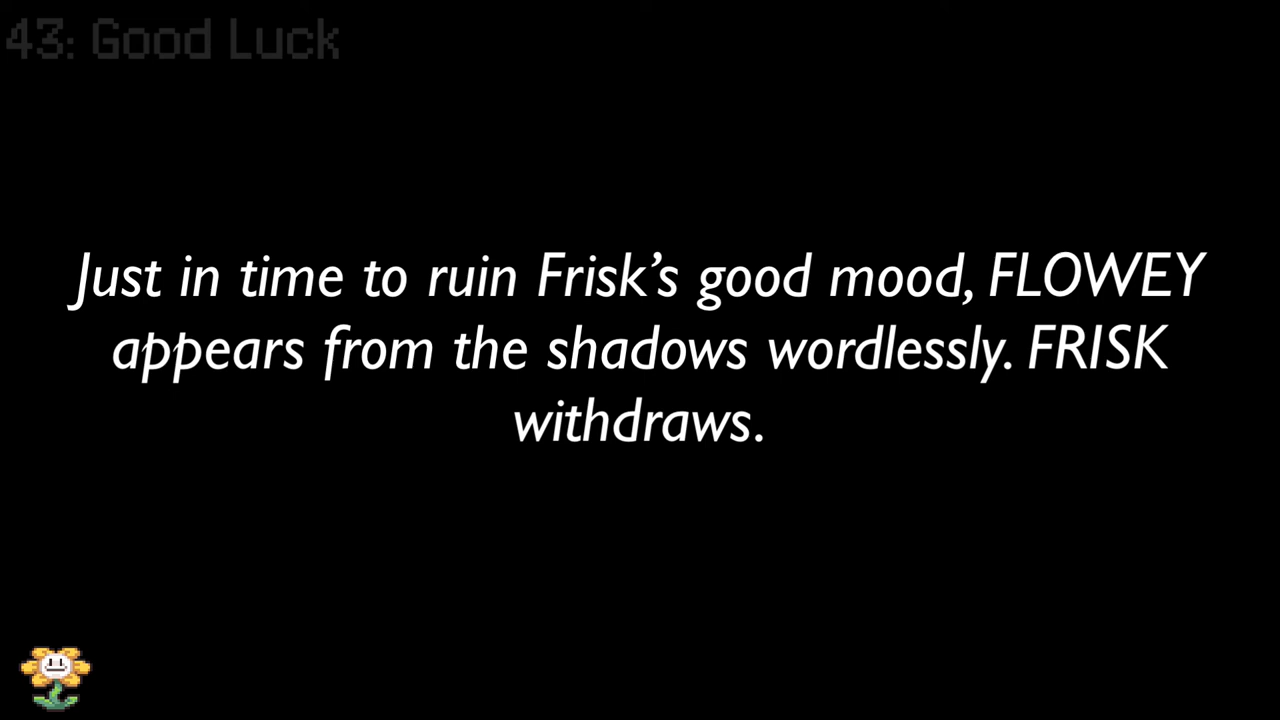 43: Good Luck
Just in time to ruin Frisk’s good mood, FLOWEY
appears from the shadows wordlessly. FRISK
withdraws.